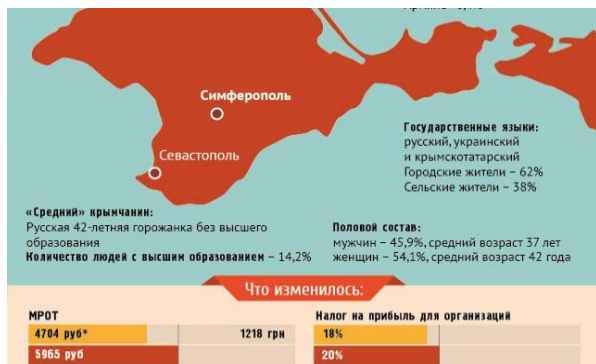 Симферополь
Севастополь
Государственные языки:
русский, украинский
и крымскотатарский
Городские жители – 62%
Сельские жители – 38%
«Средний» крымчанин:
Русская 42-летняя горожанка без высшего
образования
Количество людей с высшим образованием – 14,2%
Половой состав:
мужчин – 45,9%, средний возраст 37 лет
женщин – 54,1%, средний возраст 42 года
Что изменилось:
МРОТ
4704 руб* 1218 грн
5965 руб
Налог на прибыль для организаций
18%
20%